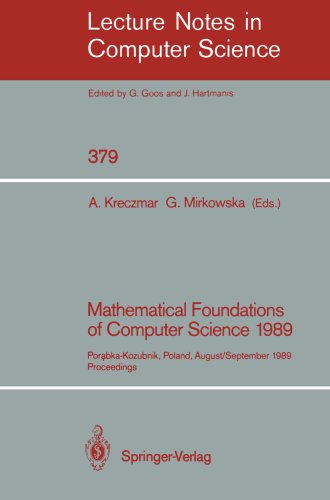 Lecture Notes in
Computer Science
Edited by G. Goos and J. Hartmanis
379
A. Kreczmar G. Mirkowska (Eds.)
Mathematical Foundations
of Computer Science 1989
Porąbka-Kozubnik, Poland, August/September 1989
Proceedings
Springer-Verlag